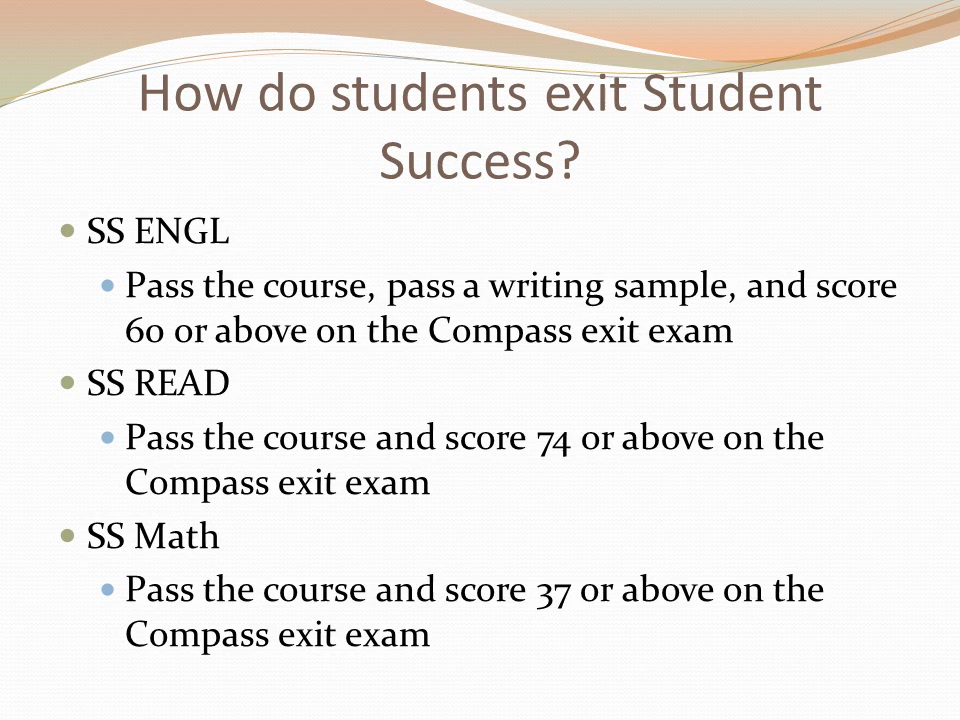 How do students exit Student
Success?
• SS ENGL
• Pass the course, pass a writing sample, and score
60 or above on the Compass exit exam
• SS READ
• Pass the course and score 74 or above on the
Compass exit exam
• SS Math
• Pass the course and score 37 or above on the
Compass exit exam